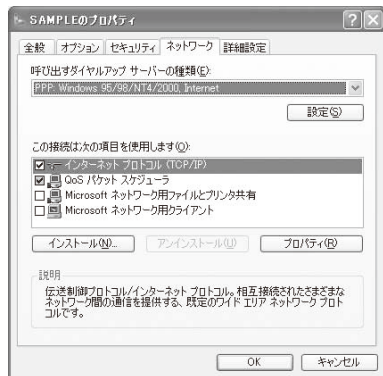 SAMPLEのプロパティ
全般 オプション セキュリティ ネットワーク 詳細設定
呼び出すダイヤルアップ サーバーの種類(E):
PPP: Windows 95/98/NT4/2000, Internet
設定(S)
この接続は次の項目を使用します(O):
インターネット プロトコル (TCP/IP)
QoS パケット スケジューラ
Microsoft ネットワーク用ファイルとプリンタ共有
Microsoft ネットワーク用クライアント
インストール(N)... アンインストール(U) プロパティ(R)
説明
伝送制御プロトコル/インターネット プロトコル。相互接続されたさまざまな
ネットワーク間の通信を提供する、既定のワイド エリア ネットワーク プロト
コルです。
OK キャンセル